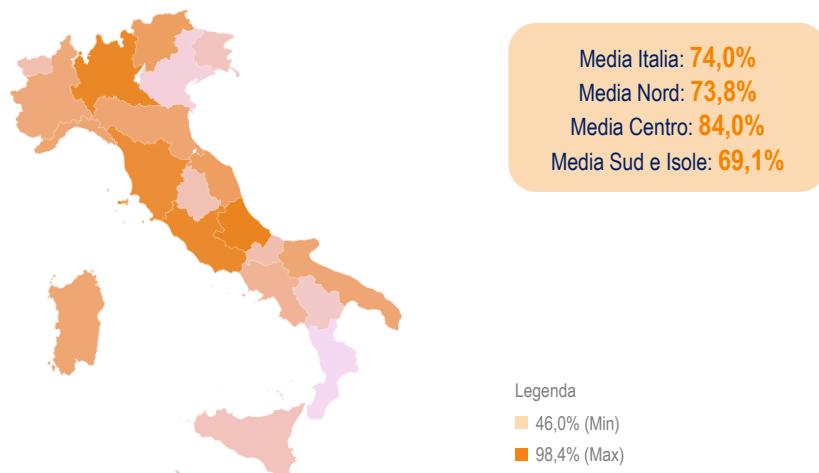 Media Italia: 74,0%
Media Nord: 73,8%
Media Centro: 84,0%
Media Sud e Isole: 69,1%
Legenda
46,0% (Min)
98,4% (Max)